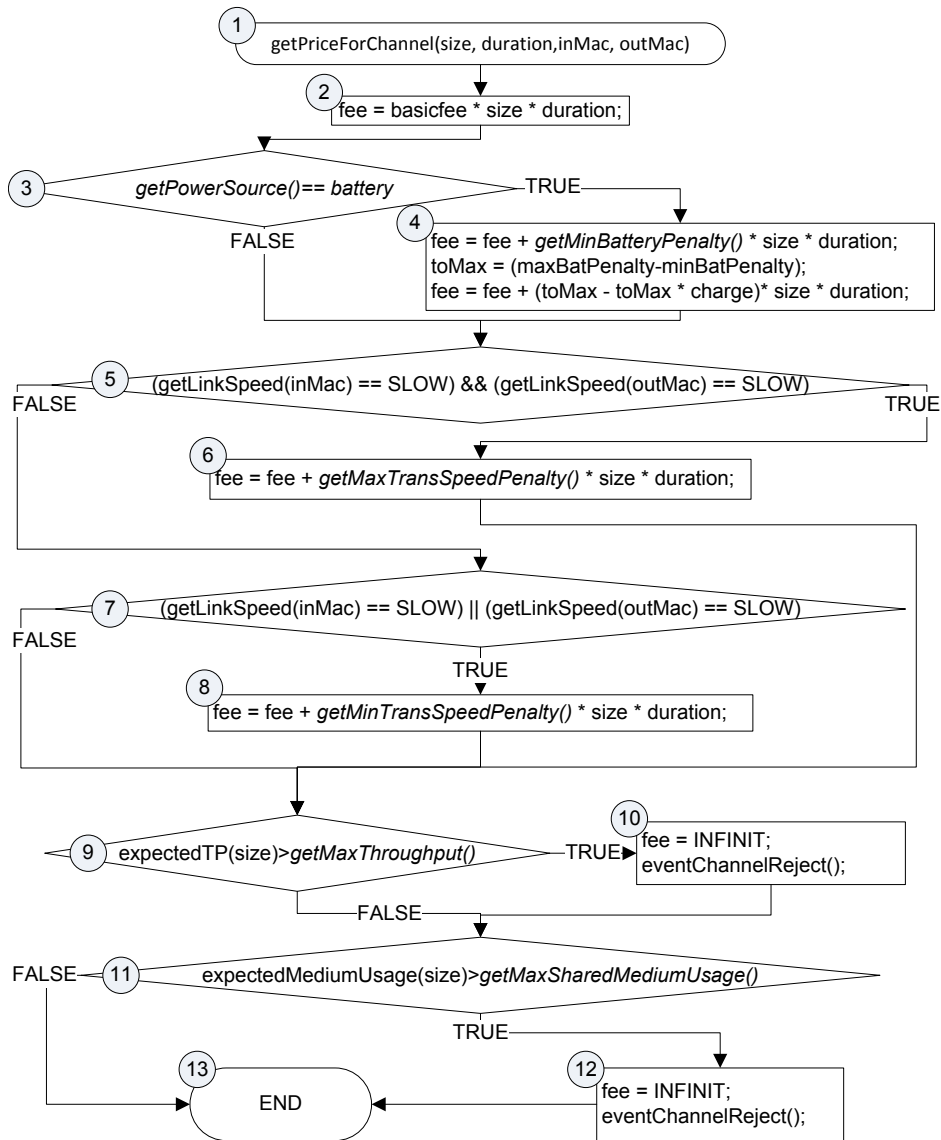 1
getPriceForChannel(size, duration,inMac, outMac)
2
fee = basicfee * size * duration;
3
getPowerSource()== battery
TRUE
FALSE
4
fee = fee + getMinBatteryPenalty() * size * duration;
toMax = (maxBatPenalty-minBatPenalty);
fee = fee + (toMax - toMax * charge)* size * duration;
5
(getLinkSpeed(inMac) == SLOW) && (getLinkSpeed(outMac) == SLOW)
FALSE
TRUE
6
fee = fee + getMaxTransSpeedPenalty() * size * duration;
7
(getLinkSpeed(inMac) == SLOW) || (getLinkSpeed(outMac) == SLOW)
FALSE
TRUE
8
fee = fee + getMinTransSpeedPenalty() * size * duration;
9
expectedTP(size)>getMaxThroughput()
TRUE
10
fee = INFINIT;
eventChannelReject();
FALSE
11
expectedMediumUsage(size)>getMaxSharedMediumUsage()
FALSE
TRUE
13
END
12
fee = INFINIT;
eventChannelReject();